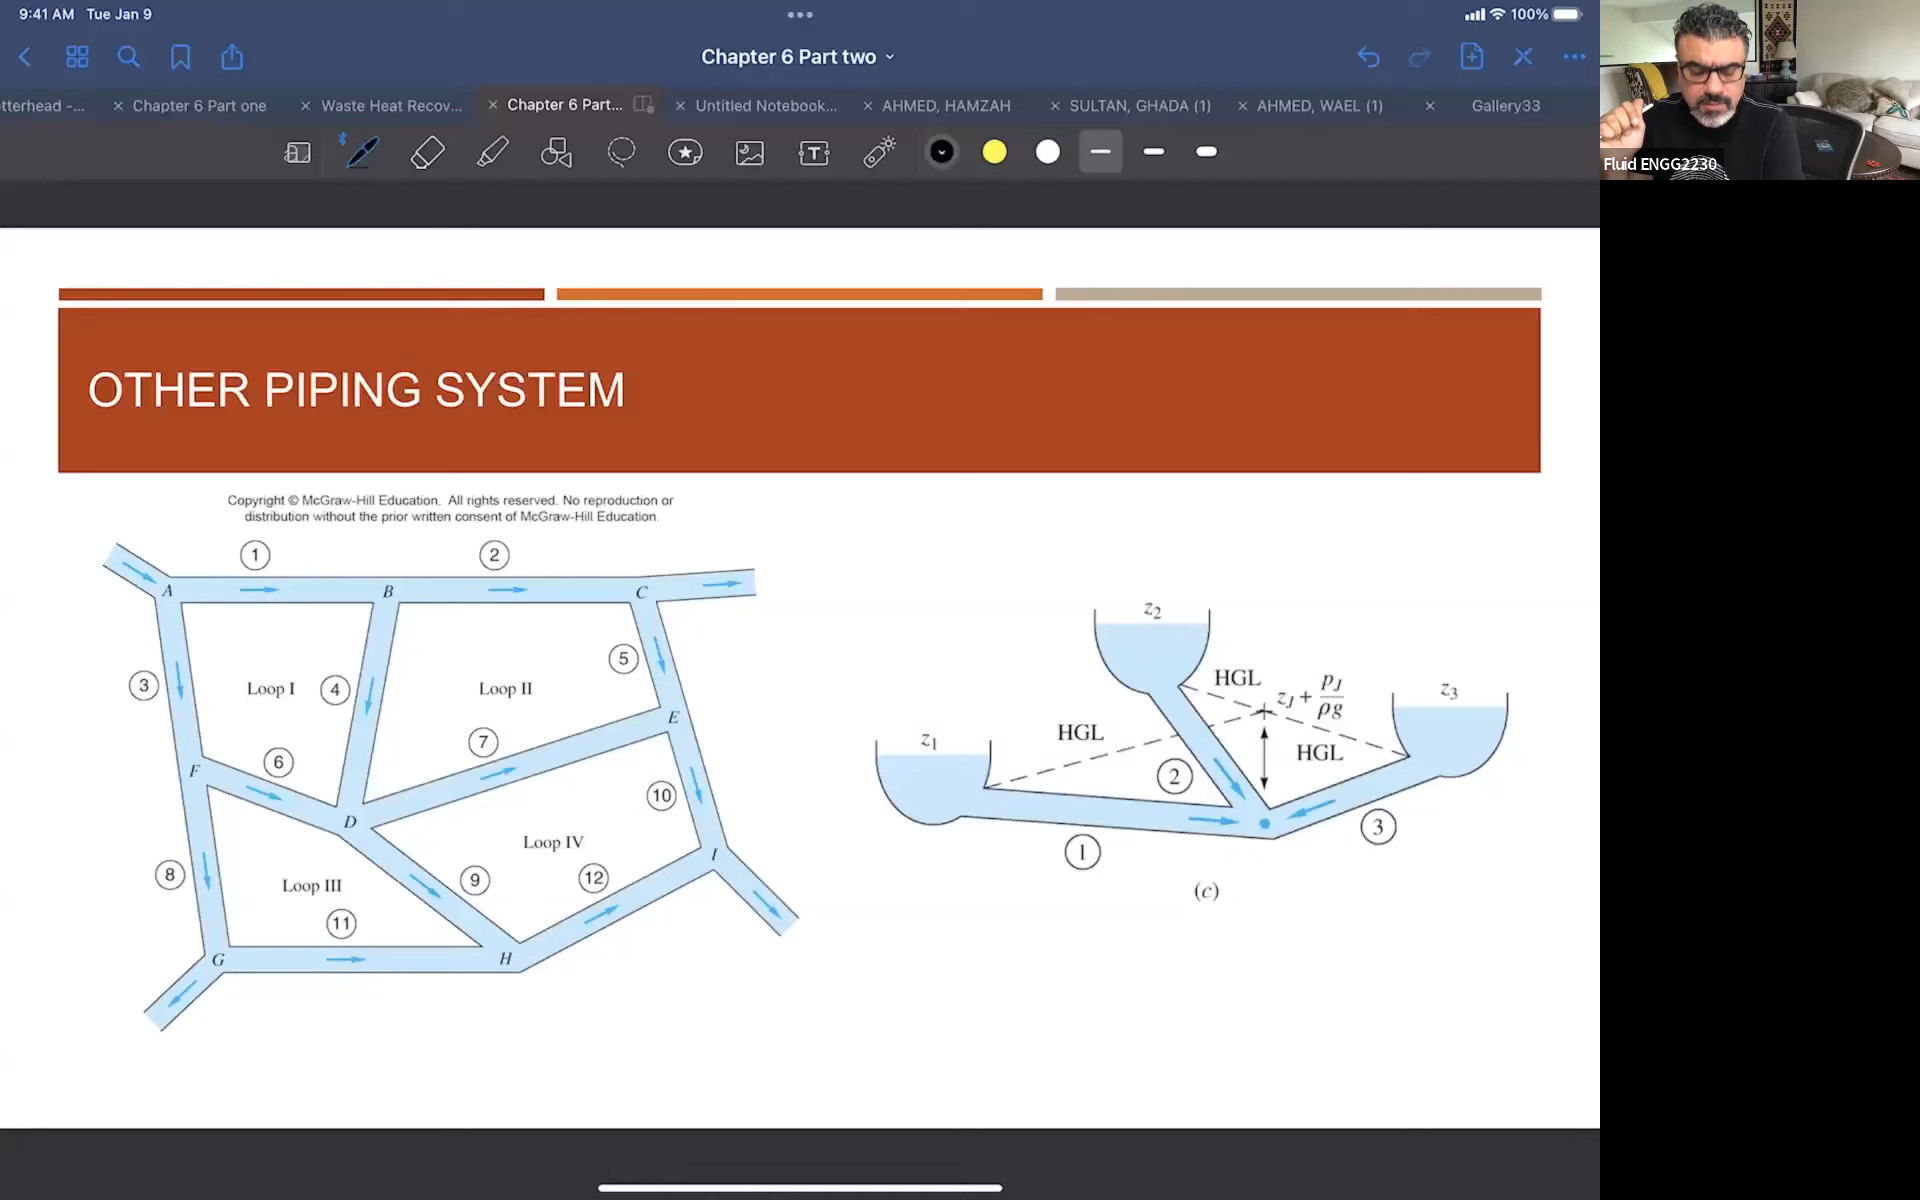 9:41 AM Tue Jan 9
100%
Chapter 6 Part two
etterhead -...
Chapter 6 Part one
Waste Heat Recov...
Chapter 6 Part...
Untitled Notebook...
AHMED, HAMZAH
SULTAN, GHADA (1)
AHMED, WAEL (1)
Gallery33
T
Fluid ENGG2230
OTHER PIPING SYSTEM
Copyright © McGraw-Hill Education. All rights reserved. No reproduction or
distribution without the prior written consent of McGraw-Hill Education.
1
2
A
B
C
3
Loop I
4
Loop II
5
E
7
F
6
D
10
Loop IV
I
8
Loop III
9
12
11
G
H
z2
HGL
zJ + pJ/ρg
z3
z1
HGL
HGL
2
3
1
(c)